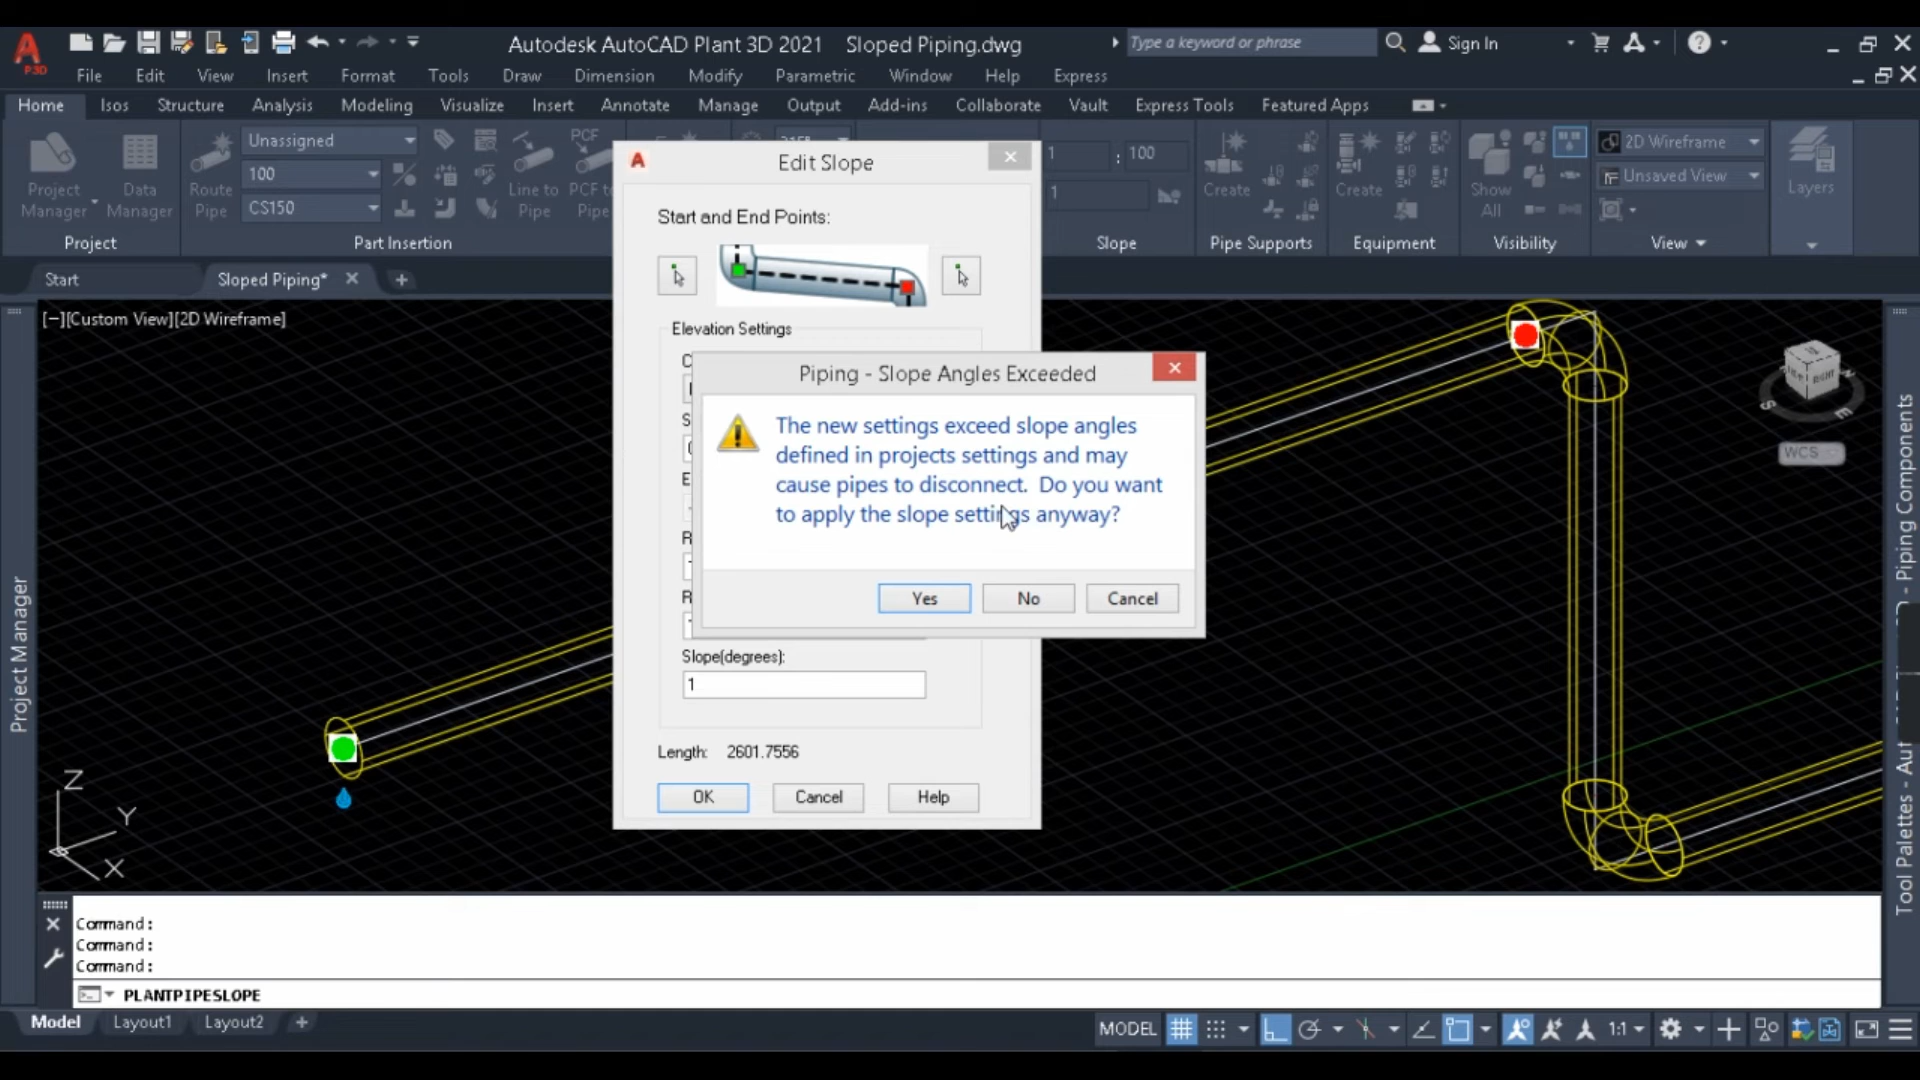 Autodesk AutoCAD Plant 3D 2021 Sloped Piping.dwg
Type a keyword or phrase
Sign In
P3D
File Edit View Insert Format Tools Draw Dimension Modify Parametric Window Help Express
Home Isos Structure Analysis Modeling Visualize Insert Annotate Manage Output Add-ins Collaborate Vault Express Tools Featured Apps
Project
Manager
Data
Manager
Route
Pipe
Unassigned
100
CS150
Line to
Pipe
PCF
PCF to
Pipe
1 : 100
1
Create
Create
Show
All
2D Wireframe
Unsaved View
Layers
Project
Part Insertion
Slope
Pipe Supports
Equipment
Visibility
View
Start
Sloped Piping*
[−][Custom View][2D Wireframe]
Edit Slope
Start and End Points:
Elevation Settings
Piping - Slope Angles Exceeded
The new settings exceed slope angles
defined in projects settings and may
cause pipes to disconnect. Do you want
to apply the slope settings anyway?
Yes No Cancel
Slope(degrees):
1
Length: 2601.7556
OK Cancel Help
RIGHT
S
E
WCS
Z
Y
X
Project Manager
- Piping Components
Tool Palettes - Aut
Command:
Command:
Command:
PLANTPIPESLOPE
Model Layout1 Layout2
MODEL
1:1